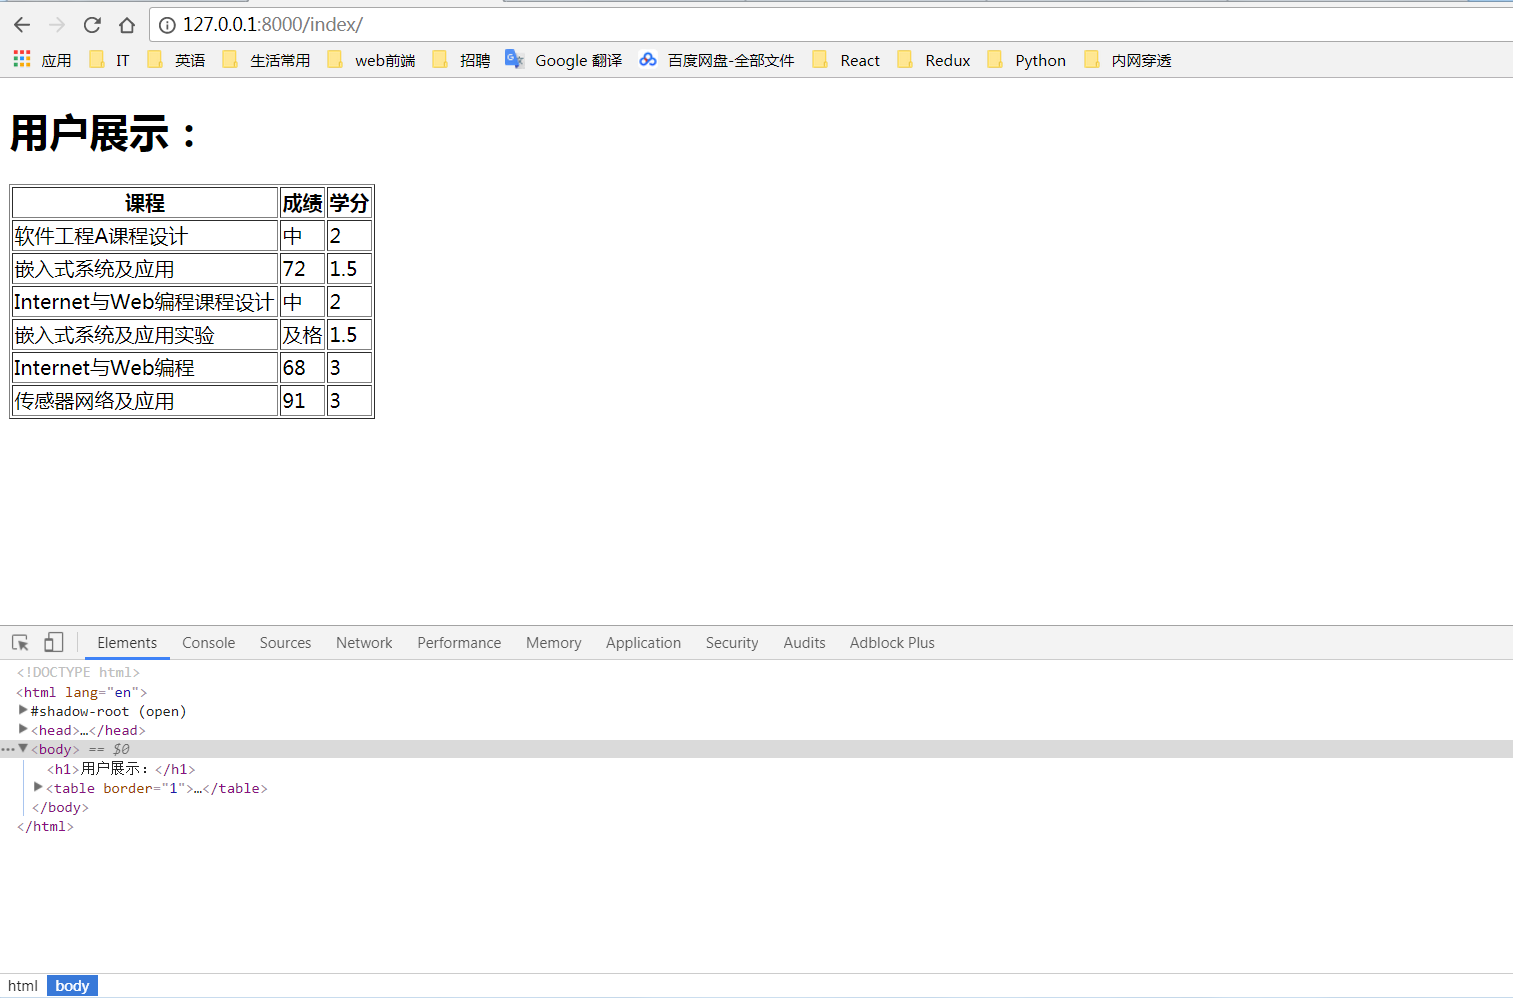 127.0.0.1:8000/index/
应用 IT 英语 生活常用 web前端 招聘 Google 翻译 百度网盘-全部文件 React Redux Python 内网穿透
用户展示：
课程 成绩 学分
软件工程A课程设计 中 2
嵌入式系统及应用 72 1.5
Internet与Web编程课程设计 中 2
嵌入式系统及应用实验 及格 1.5
Internet与Web编程 68 3
传感器网络及应用 91 3
Elements Console Sources Network Performance Memory Application Security Audits Adblock Plus
<!DOCTYPE html>
<html lang="en">
#shadow-root (open)
<head>…</head>
<body> == $0
<h1>用户展示：</h1>
<table border="1">…</table>
</body>
</html>
html body